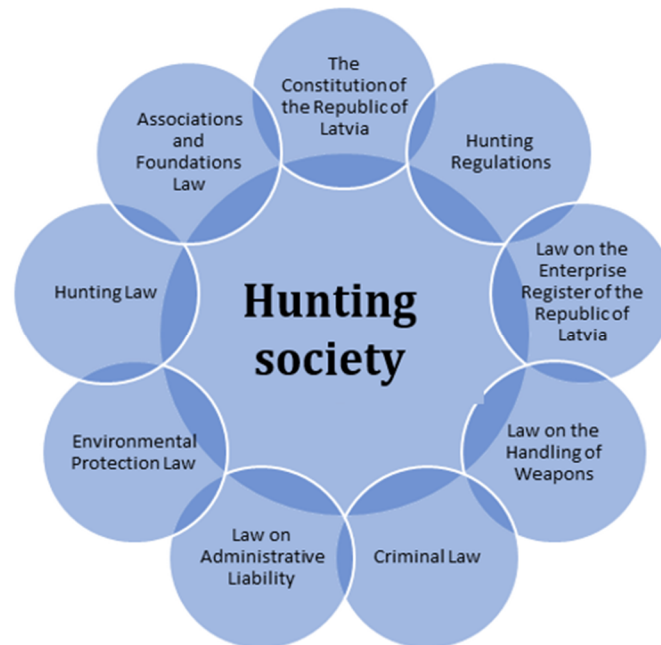 The
Constitution of
the Republic of
Latvia
Hunting
Regulations
Law on the
Enterprise
Register of the
Republic of
Latvia
Law on the
Handling of
Weapons
Criminal Law
Law on
Administrative
Liability
Environmental
Protection Law
Hunting Law
Associations
and
Foundations
Law
Hunting
society